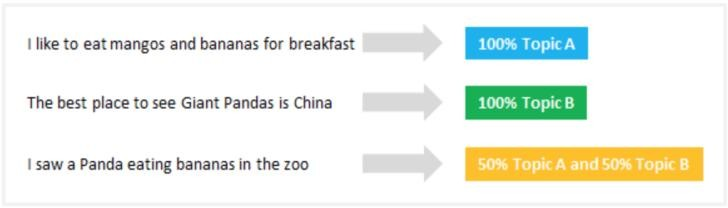 I like to eat mangos and bananas for breakfast
100% Topic A
The best place to see Giant Pandas is China
100% Topic B
I saw a Panda eating bananas in the zoo
50% Topic A and 50% Topic B